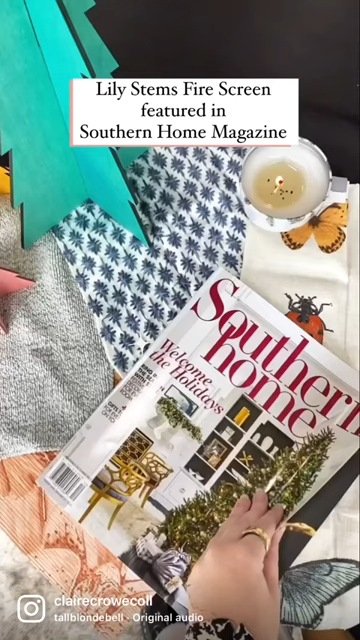 Lily Stems Fire Screen
featured in
Southern Home Magazine
Southern
home
Welcome
the Holidays
clairecrowecoll
tallblondebell · Original audio